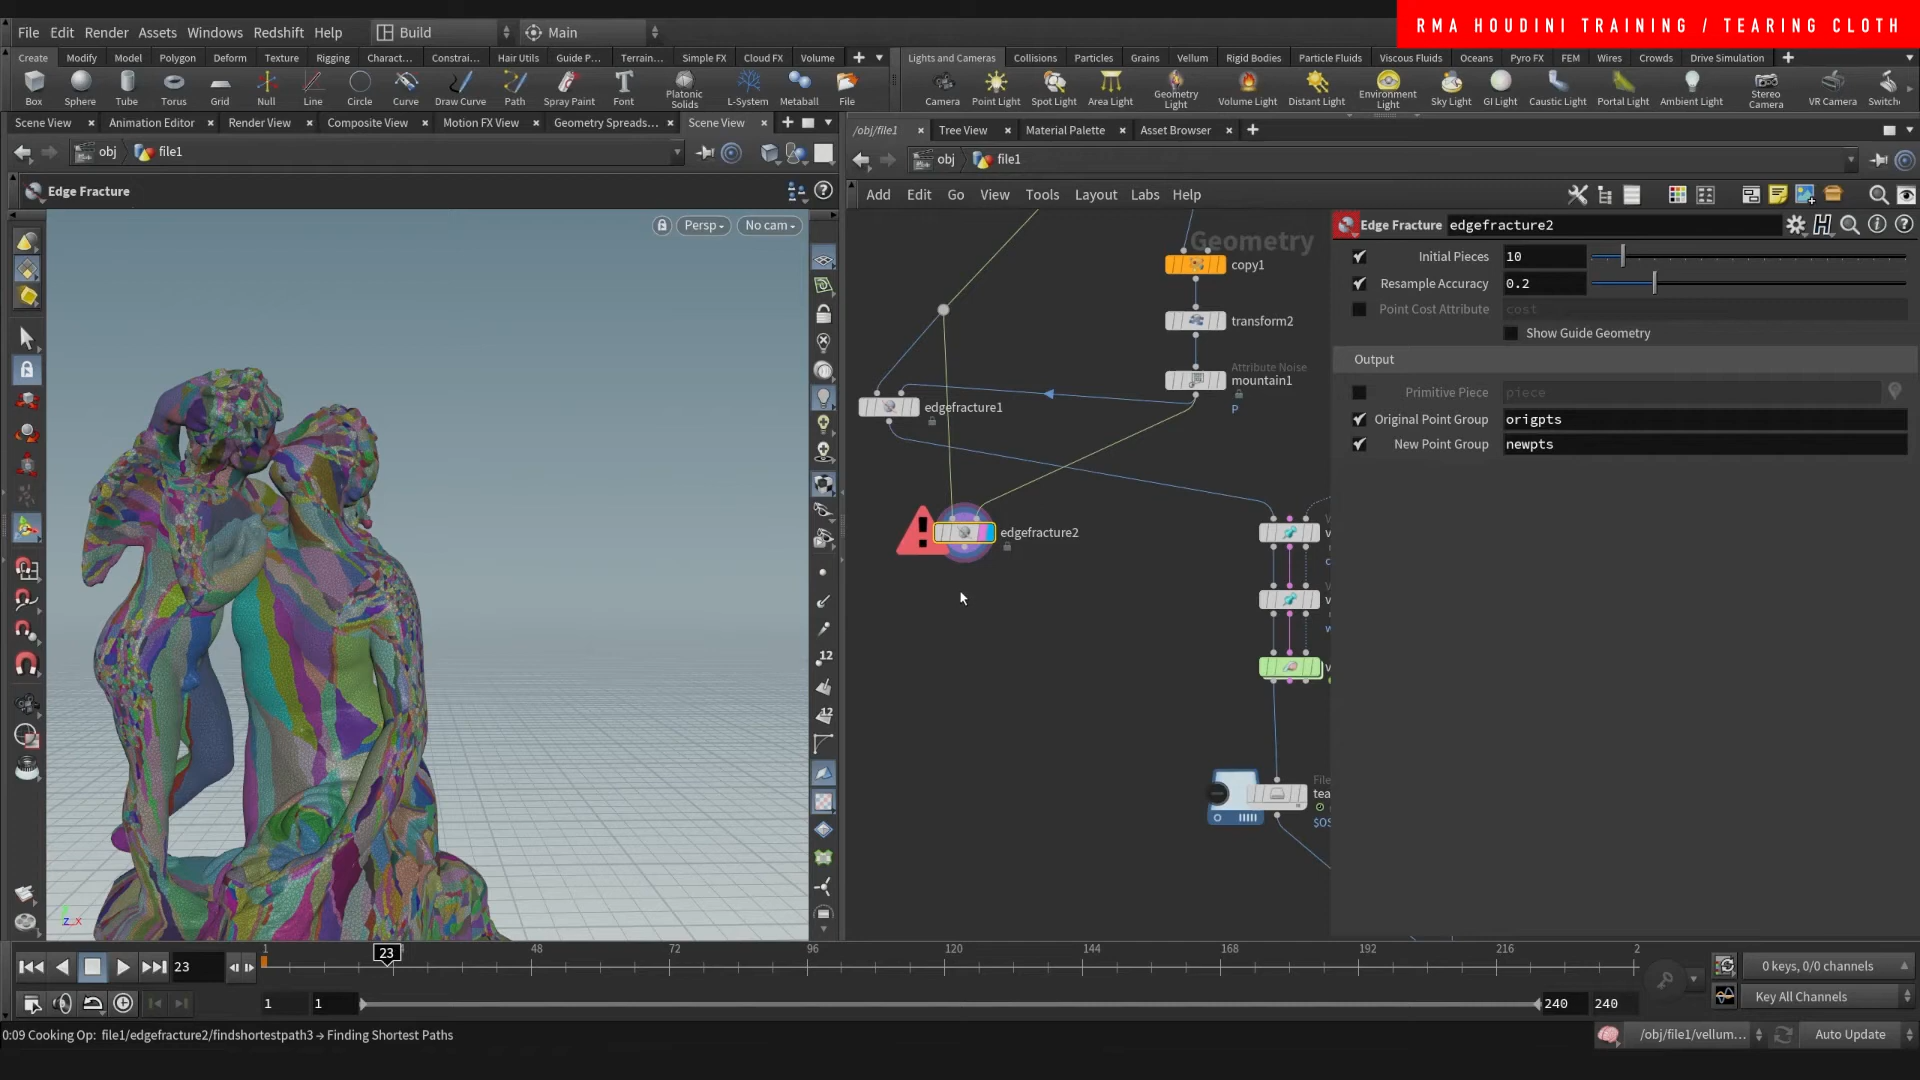 RMA HOUDINI TRAINING / TEARING CLOTH
File Edit Render Assets Windows Redshift Help Build Main
Create Modify Model Polygon Deform Texture Rigging Charact... Constrai... Hair Utils Guide P... Terrain... Simple FX Cloud FX Volume
Lights and Cameras Collisions Particles Grains Vellum Rigid Bodies Particle Fluids Viscous Fluids Oceans Pyro FX FEM Wires Crowds Drive Simulation
Box Sphere Tube Torus Grid Null Line Circle Curve Draw Curve Path Spray Paint Font Platonic Solids L-System Metaball File
Camera Point Light Spot Light Area Light Geometry Light Volume Light Distant Light Environment Light Sky Light GI Light Caustic Light Portal Light Ambient Light Stereo Camera VR Camera Switch
Scene View Animation Editor Render View Composite View Motion FX View Geometry Spreads... Scene View
/obj/file1 Tree View Material Palette Asset Browser
obj file1
obj file1
Edge Fracture
Add Edit Go View Tools Layout Labs Help
Persp No cam
Geometry
copy1
transform2
Attribute Noise
mountain1
P
edgefracture1
edgefracture2
File
tea
$OS
Edge Fracture edgefracture2
Initial Pieces 10
Resample Accuracy 0.2
Point Cost Attribute cost
Show Guide Geometry
Output
Primitive Piece piece
Original Point Group origpts
New Point Group newpts
12
12
z x
1 23 48 72 96 120 144 168 192 216 2
23
0 keys, 0/0 channels
1 1 240 240
Key All Channels
0:09 Cooking Op: file1/edgefracture2/findshortestpath3 → Finding Shortest Paths
/obj/file1/vellum... Auto Update